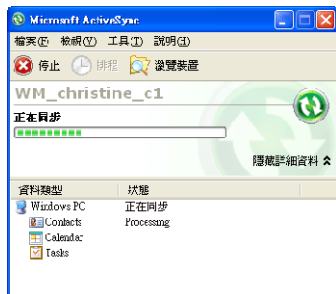 Microsoft ActiveSync
檔案(F) 檢視(V) 工具(T) 說明(H)
停止 排程 瀏覽裝置
WM_christine_c1
正在同步
隱藏詳細資料
資料類型 狀態
Windows PC 正在同步
Contacts Processing
Calendar
Tasks